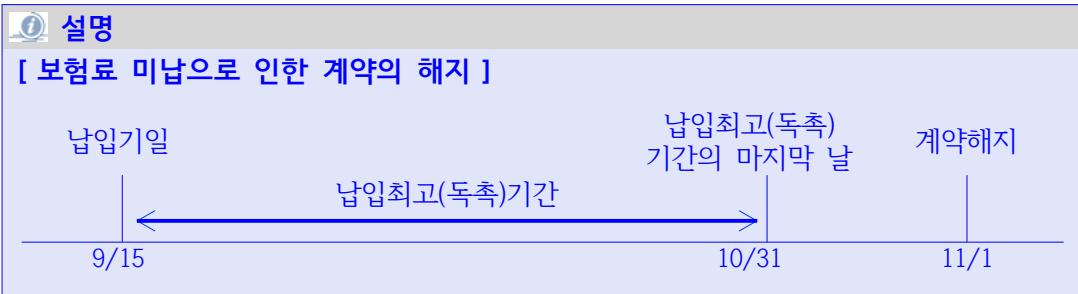 설명
[ 보험료 미납으로 인한 계약의 해지 ]
납입기일
납입최고(독촉)
기간의 마지막 날
계약해지
납입최고(독촉)기간
9/15
10/31
11/1